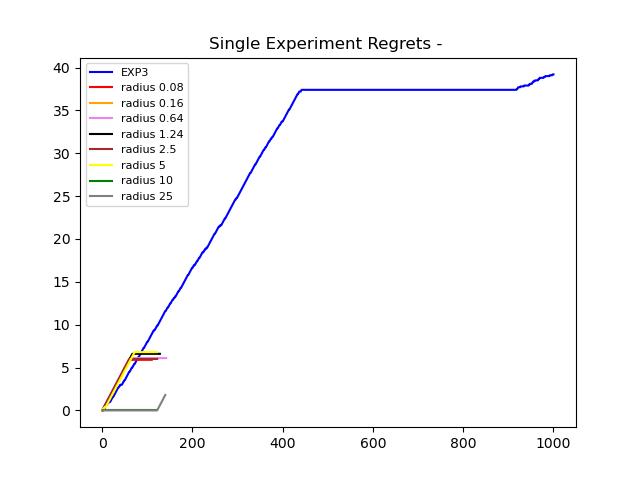 Single Experiment Regrets -
EXP3
radius 0.08
radius 0.16
radius 0.64
radius 1.24
radius 2.5
radius 5
radius 10
radius 25
40
35
30
25
20
15
10
5
0
0 200 400 600 800 1000